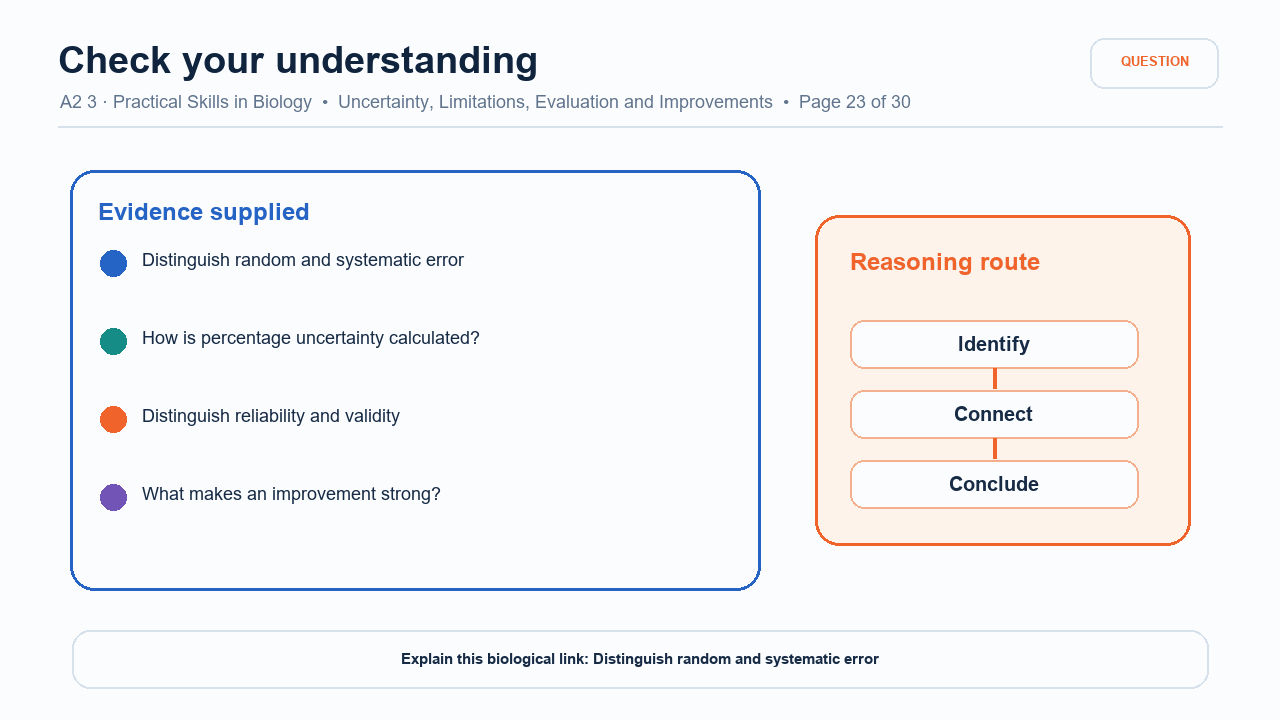 Check your understanding
QUESTION
A2 3 · Practical Skills in Biology • Uncertainty, Limitations, Evaluation and Improvements • Page 23 of 30
Evidence supplied
Distinguish random and systematic error
How is percentage uncertainty calculated?
Distinguish reliability and validity
What makes an improvement strong?
Reasoning route
Identify
Connect
Conclude
Explain this biological link: Distinguish random and systematic error